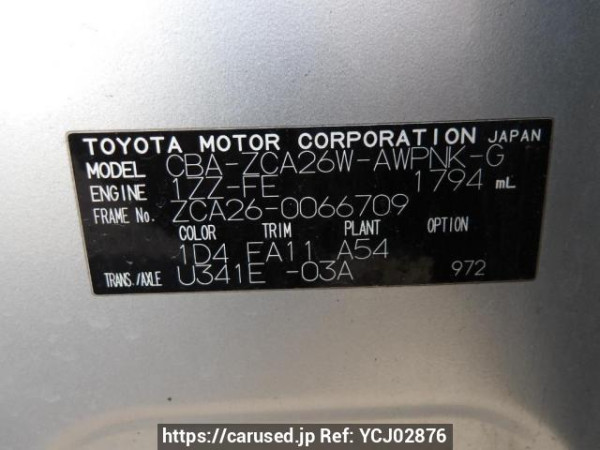 TOYOTA MOTOR CORPORATION JAPAN
MODEL CBA-ZCA26W-AWPNK-G
ENGINE 1ZZ-FE 1794 mL
FRAME No. ZCA26-0066709
COLOR TRIM PLANT OPTION
1D4 FA11 A54
TRANS./AXLE U341E -03A 972
https://carused.jp Ref: YCJ02876